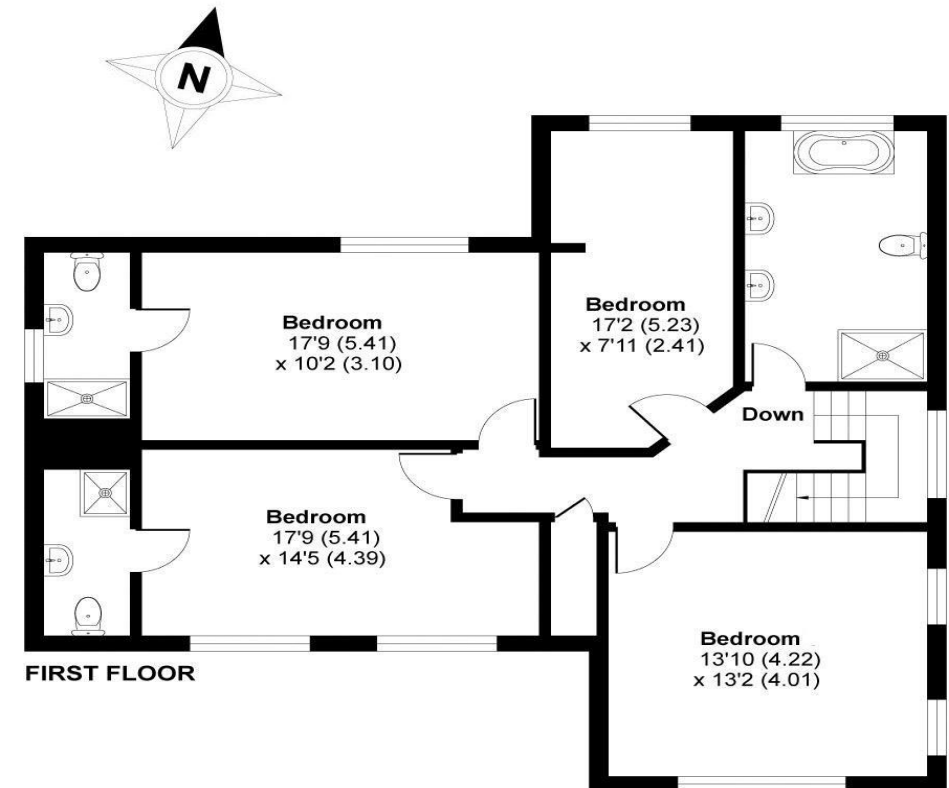 N
Bedroom
17'2 (5.23)
x 7'11 (2.41)
Bedroom
17'9 (5.41)
x 10'2 (3.10)
Down
Bedroom
17'9 (5.41)
x 14'5 (4.39)
Bedroom
13'10 (4.22)
x 13'2 (4.01)
FIRST FLOOR